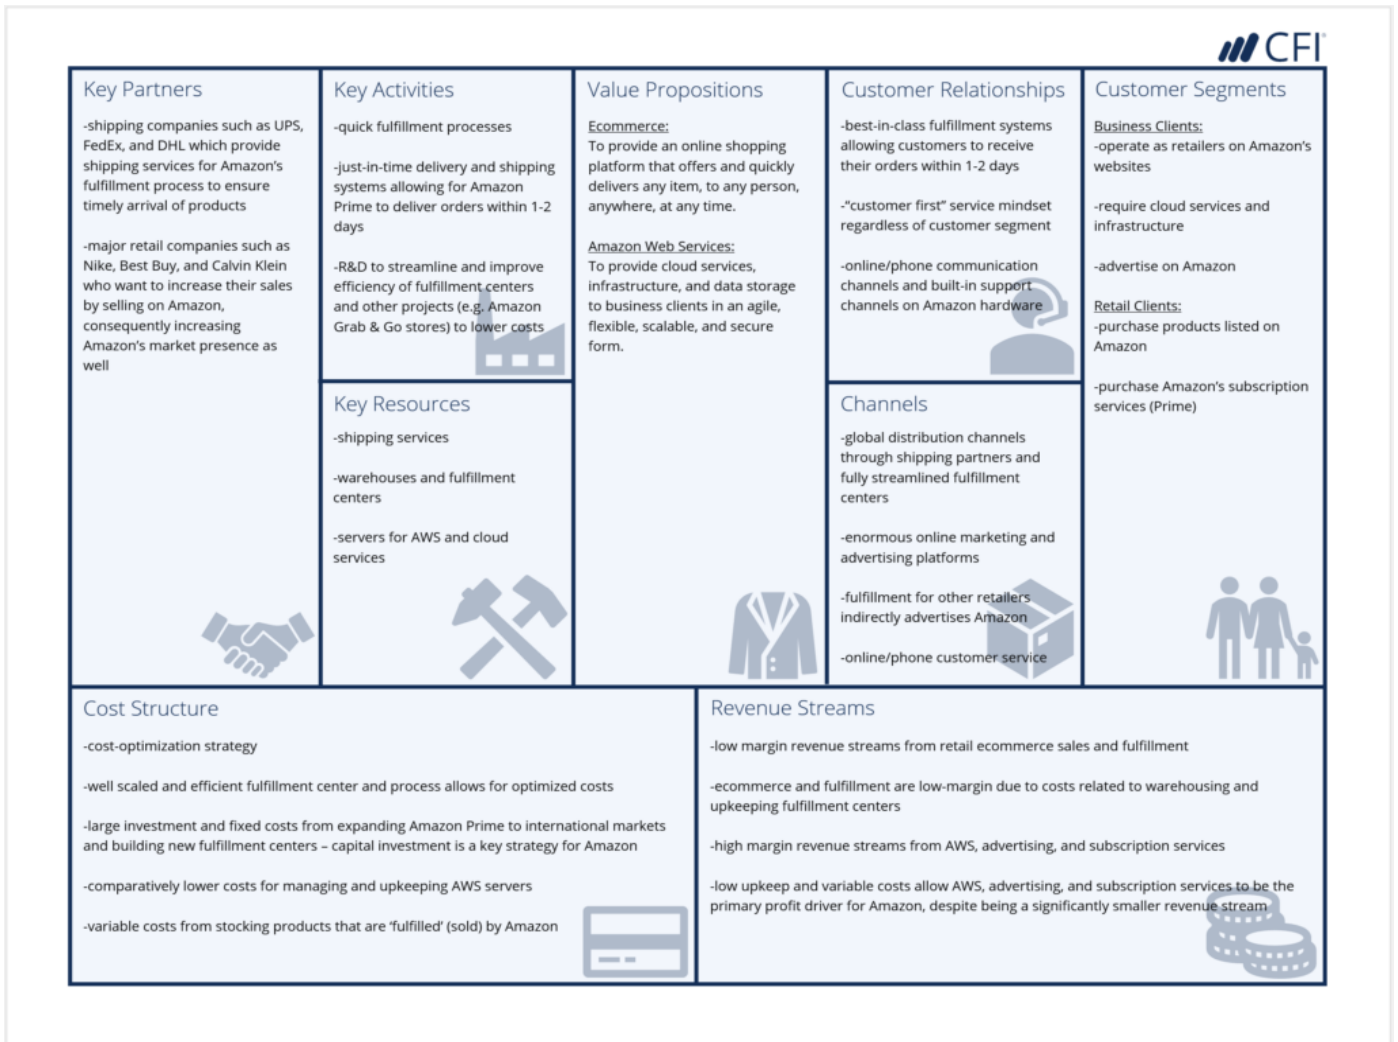 CFI
Key Partners
-shipping companies such as UPS,
FedEx, and DHL which provide
shipping services for Amazon's
fulfillment process to ensure
timely arrival of products
-major retail companies such as
Nike, Best Buy, and Calvin Klein
who want to increase their sales
by selling on Amazon,
consequently increasing
Amazon's market presence as
well
Key Activities
-quick fulfillment processes
-just-in-time delivery and shipping
systems allowing for Amazon
Prime to deliver orders within 1-2
days
-R&D to streamline and improve
efficiency of fulfillment centers
and other projects (e.g. Amazon
Grab & Go stores) to lower costs
Key Resources
-shipping services
-warehouses and fulfillment
centers
-servers for AWS and cloud
services
Value Propositions
Ecommerce:
To provide an online shopping
platform that offers and quickly
delivers any item, to any person,
anywhere, at any time.
Amazon Web Services:
To provide cloud services,
infrastructure, and data storage
to business clients in an agile,
flexible, scalable, and secure
form.
Customer Relationships
-best-in-class fulfillment systems
allowing customers to receive
their orders within 1-2 days
-“customer first” service mindset
regardless of customer segment
-online/phone communication
channels and built-in support
channels on Amazon hardware
Channels
-global distribution channels
through shipping partners and
fully streamlined fulfillment
centers
-enormous online marketing and
advertising platforms
-fulfillment for other retailers
indirectly advertises Amazon
-online/phone customer service
Customer Segments
Business Clients:
-operate as retailers on Amazon's
websites
-require cloud services and
infrastructure
-advertise on Amazon
Retail Clients:
-purchase products listed on
Amazon
-purchase Amazon's subscription
services (Prime)
Cost Structure
-cost-optimization strategy
-well scaled and efficient fulfillment center and process allows for optimized costs
-large investment and fixed costs from expanding Amazon Prime to international markets
and building new fulfillment centers – capital investment is a key strategy for Amazon
-comparatively lower costs for managing and upkeeping AWS servers
-variable costs from stocking products that are ‘fulfilled’ (sold) by Amazon
Revenue Streams
-low margin revenue streams from retail ecommerce sales and fulfillment
-ecommerce and fulfillment are low-margin due to costs related to warehousing and
upkeeping fulfillment centers
-high margin revenue streams from AWS, advertising, and subscription services
-low upkeep and variable costs allow AWS, advertising, and subscription services to be the
primary profit driver for Amazon, despite being a significantly smaller revenue stream